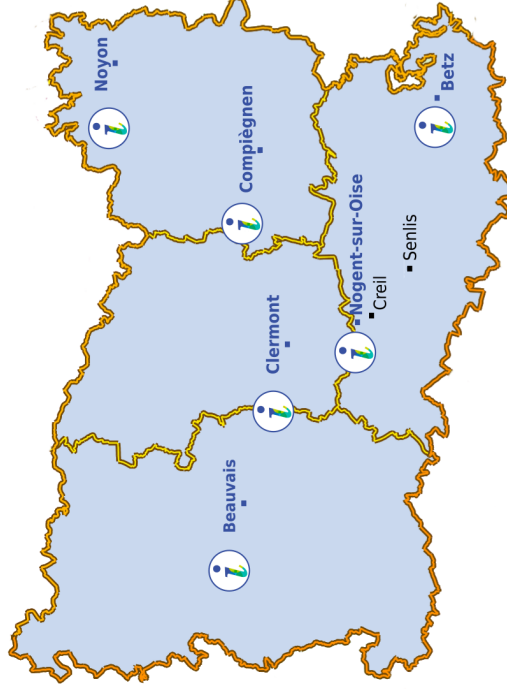 Noyon
Compiègnen
Clermont
Beauvais
Nogent-sur-Oise
Creil
Senlis
Betz
i
i
i
i
i
i